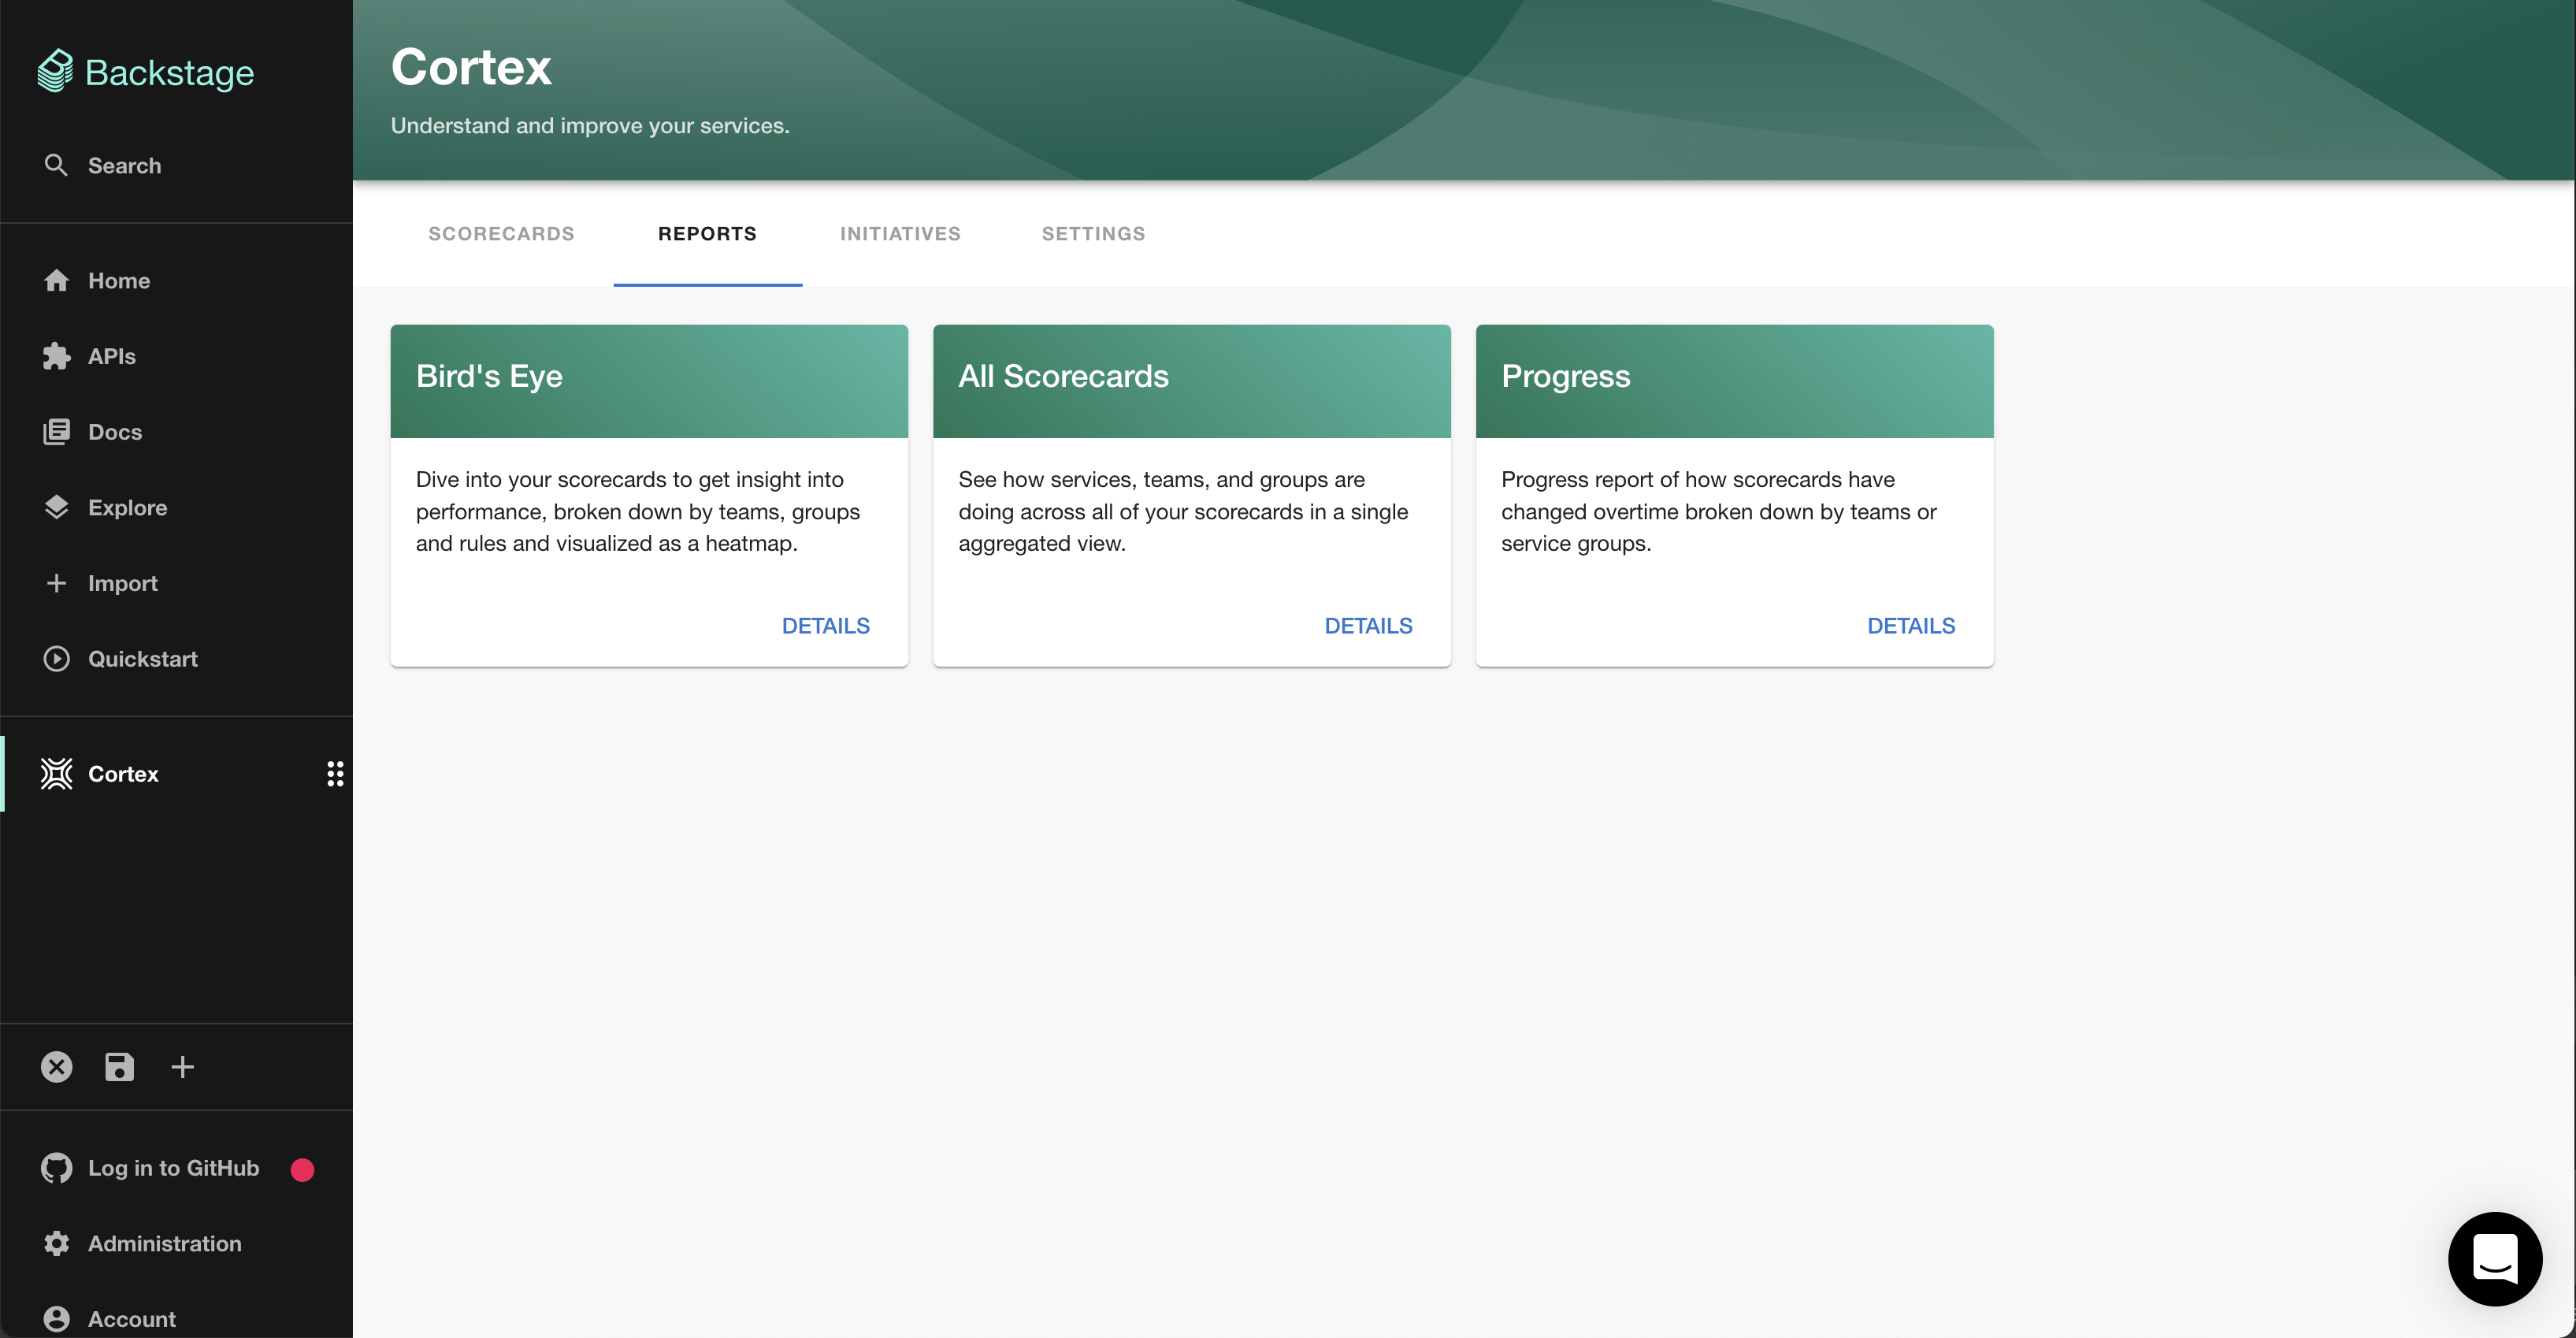 Backstage
Search
Home
APIs
Docs
Explore
Import
Quickstart
Cortex
Log in to GitHub
Administration
Account
Cortex
Understand and improve your services.
SCORECARDS
REPORTS
INITIATIVES
SETTINGS
Bird's Eye
Dive into your scorecards to get insight into
performance, broken down by teams, groups
and rules and visualized as a heatmap.
DETAILS
All Scorecards
See how services, teams, and groups are
doing across all of your scorecards in a single
aggregated view.
DETAILS
Progress
Progress report of how scorecards have
changed overtime broken down by teams or
service groups.
DETAILS